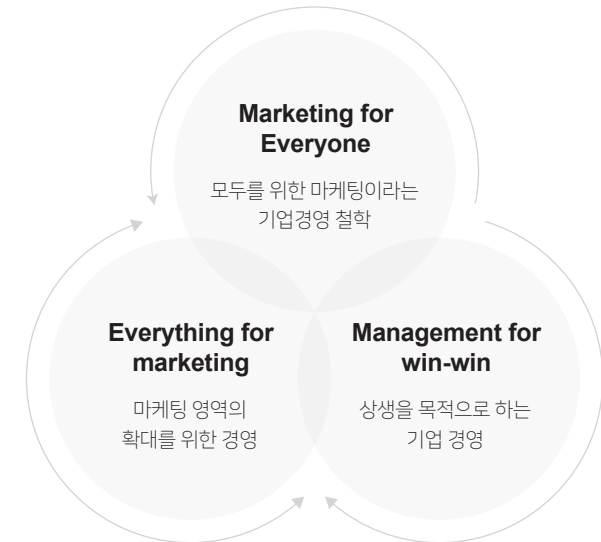 Marketing for
Everyone
모두를 위한 마케팅이라는
기업경영 철학
Everything for
marketing
마케팅 영역의
확대를 위한 경영
Management for
win-win
상생을 목적으로 하는
기업 경영